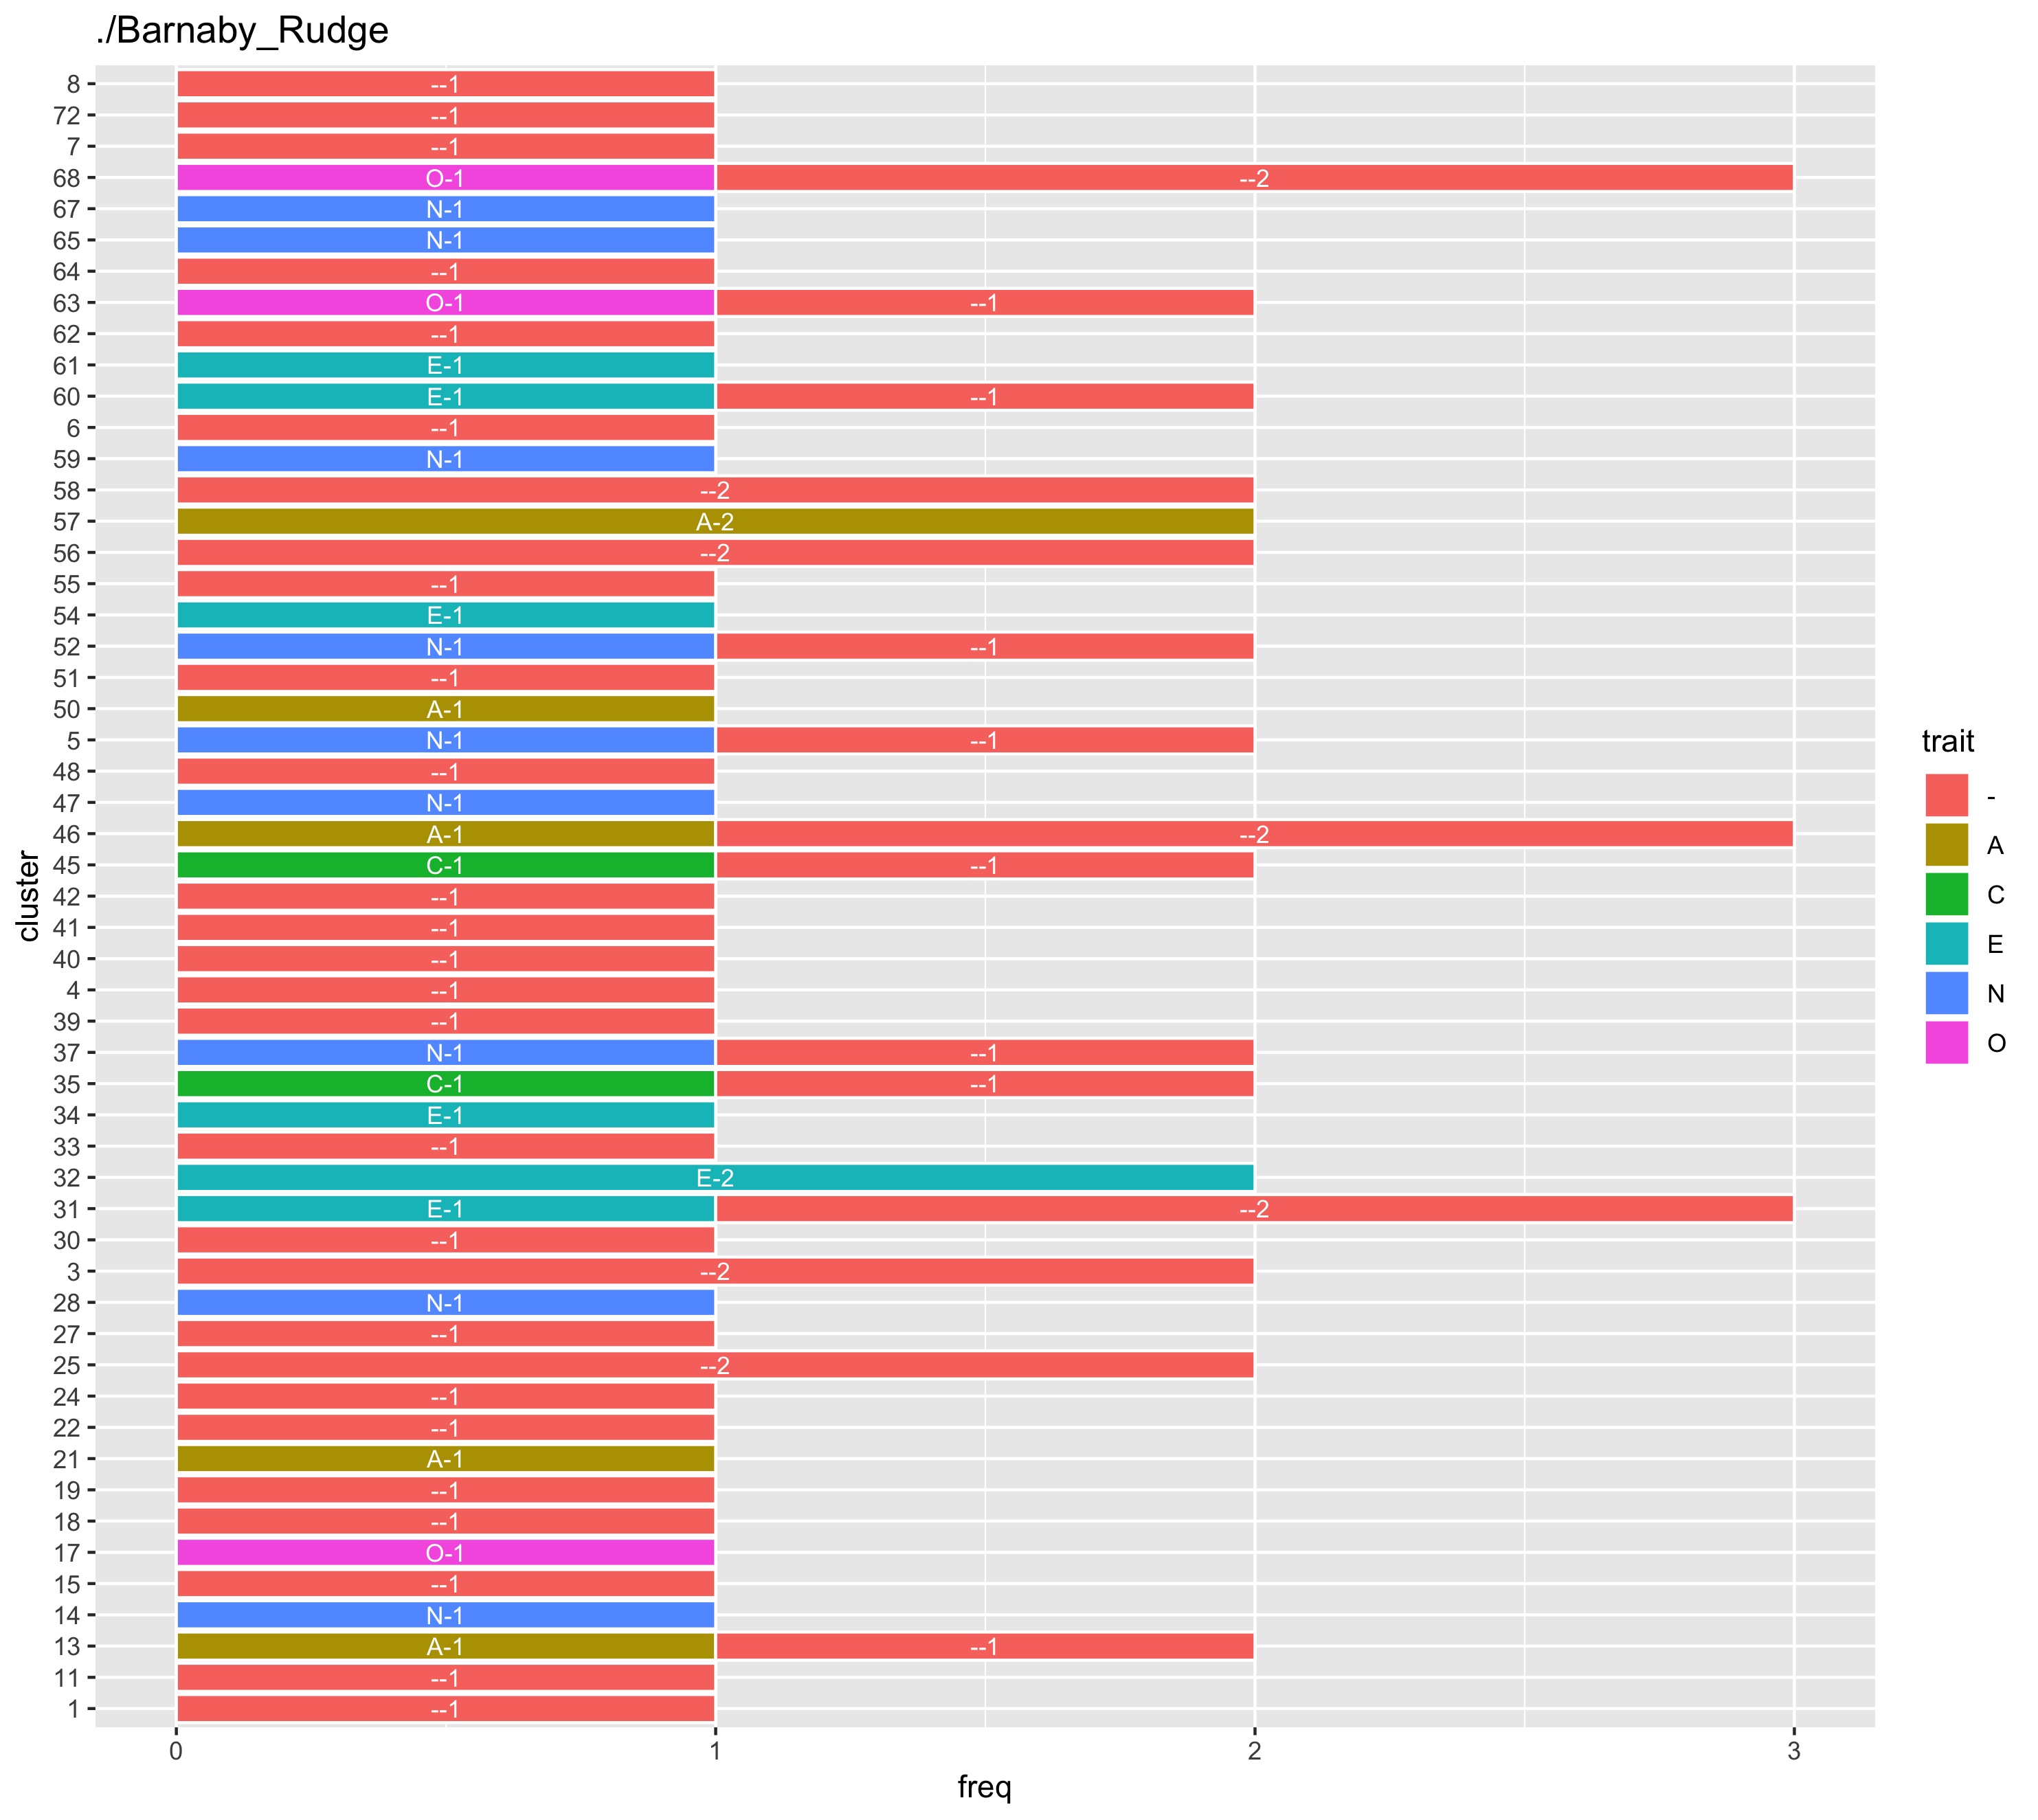 ./Barnaby_Rudge
8 --1
72 --1
7 --1
68 O-1 --2
67 N-1
65 N-1
64 --1
63 O-1 --1
62 --1
61 E-1
60 E-1 --1
6 --1
59 N-1
58 --2
57 A-2
56 --2
55 --1
54 E-1
52 N-1 --1
51 --1
50 A-1
5 N-1 --1
48 --1
47 N-1
46 A-1 --2
45 C-1 --1
42 --1
41 --1
40 --1
4 --1
39 --1
37 N-1 --1
35 C-1 --1
34 E-1
33 --1
32 E-2
31 E-1 --2
30 --1
3 --2
28 N-1
27 --1
25 --2
24 --1
22 --1
21 A-1
19 --1
18 --1
17 O-1
15 --1
14 N-1
13 A-1 --1
11 --1
1 --1
0 1 2 3
freq
cluster
trait
-
A
C
E
N
O